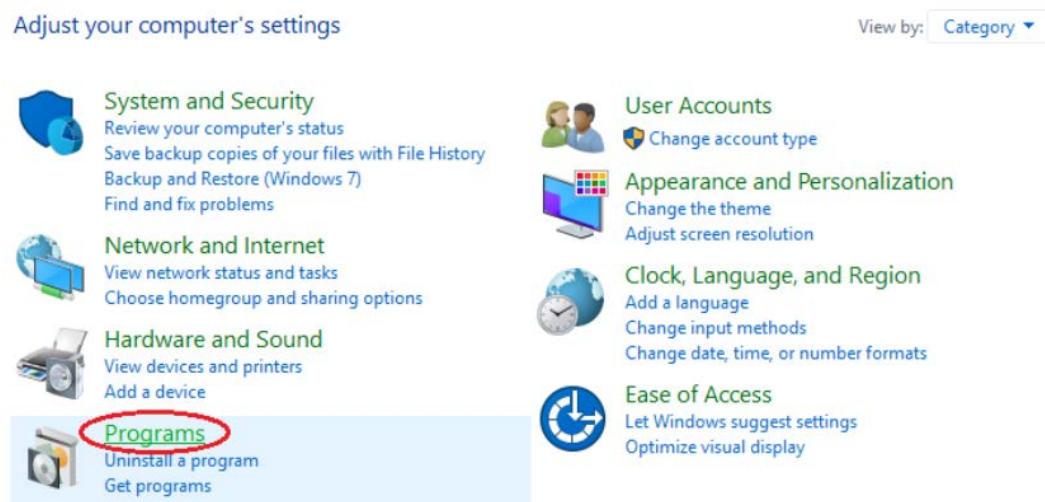 Adjust your computer's settings
View by: Category
System and Security
Review your computer's status
Save backup copies of your files with File History
Backup and Restore (Windows 7)
Find and fix problems
Network and Internet
View network status and tasks
Choose homegroup and sharing options
Hardware and Sound
View devices and printers
Add a device
Programs
Uninstall a program
Get programs
User Accounts
Change account type
Appearance and Personalization
Change the theme
Adjust screen resolution
Clock, Language, and Region
Add a language
Change input methods
Change date, time, or number formats
Ease of Access
Let Windows suggest settings
Optimize visual display